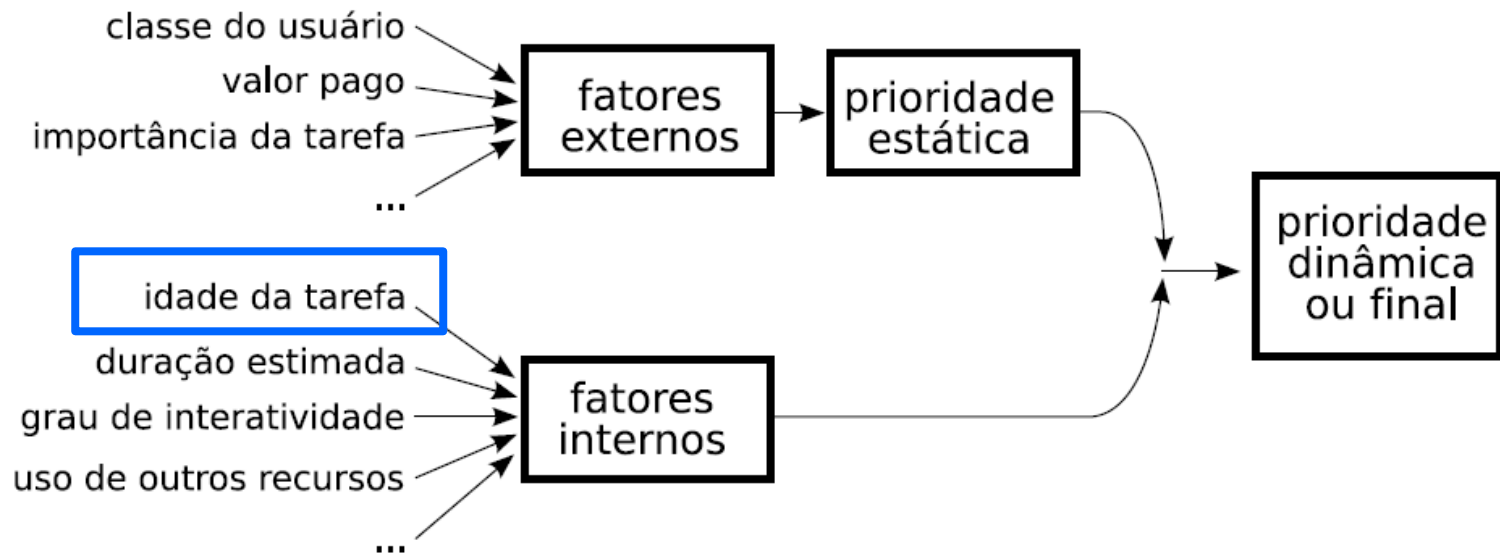 classe do usuário
valor pago
importância da tarefa
...
fatores
externos
prioridade
estática
idade da tarefa
duração estimada
grau de interatividade
uso de outros recursos
...
fatores
internos
prioridade
dinâmica
ou final